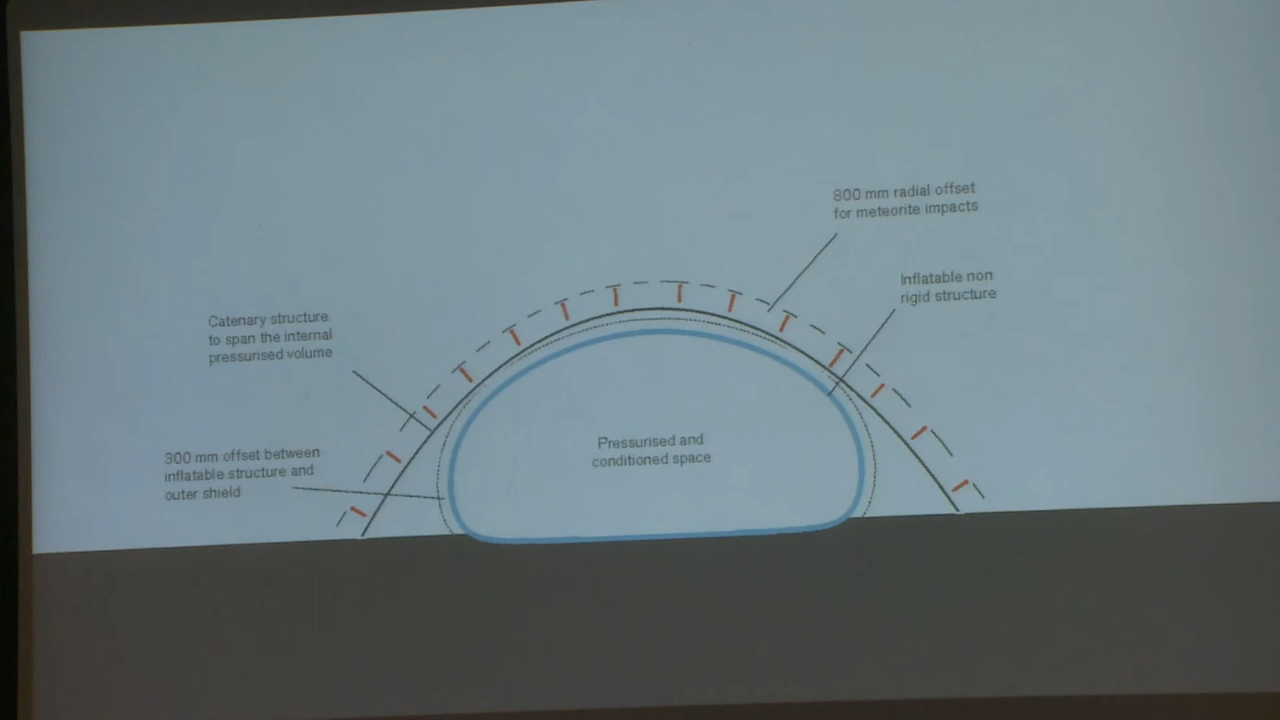 800 mm radial offset
for meteorite impacts
Inflatable non
rigid structure
Catenary structure
to span the internal
pressurised volume
300 mm offset between
inflatable structure and
outer shield
Pressurised and
conditioned space